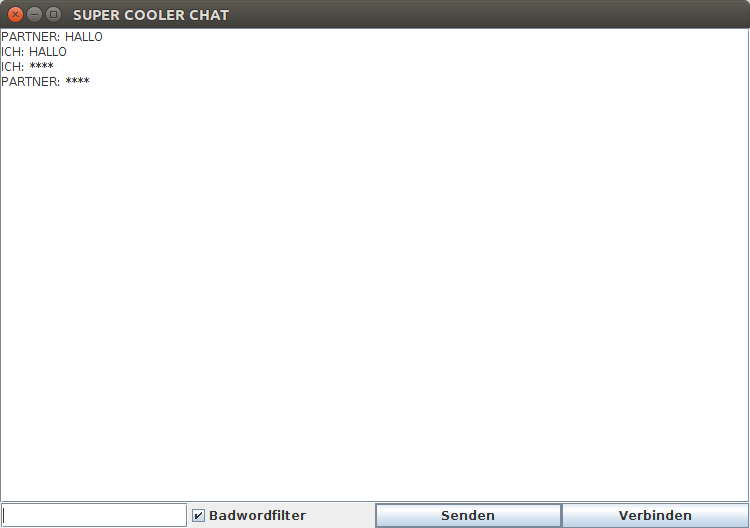 SUPER COOLER CHAT
PARTNER: HALLO
ICH: HALLO
ICH: ****
PARTNER: ****
Badwordfilter
Senden
Verbinden